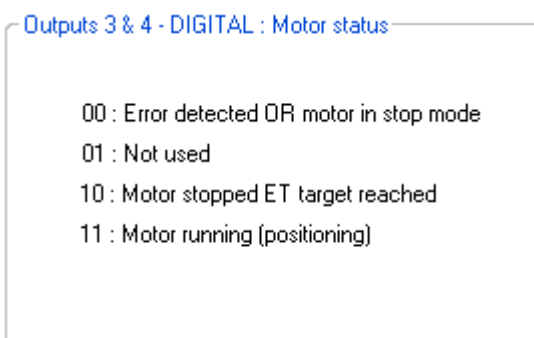 Outputs 3 & 4 - DIGITAL : Motor status
00 : Error detected OR motor in stop mode
01 : Not used
10 : Motor stopped ET target reached
11 : Motor running (positioning)